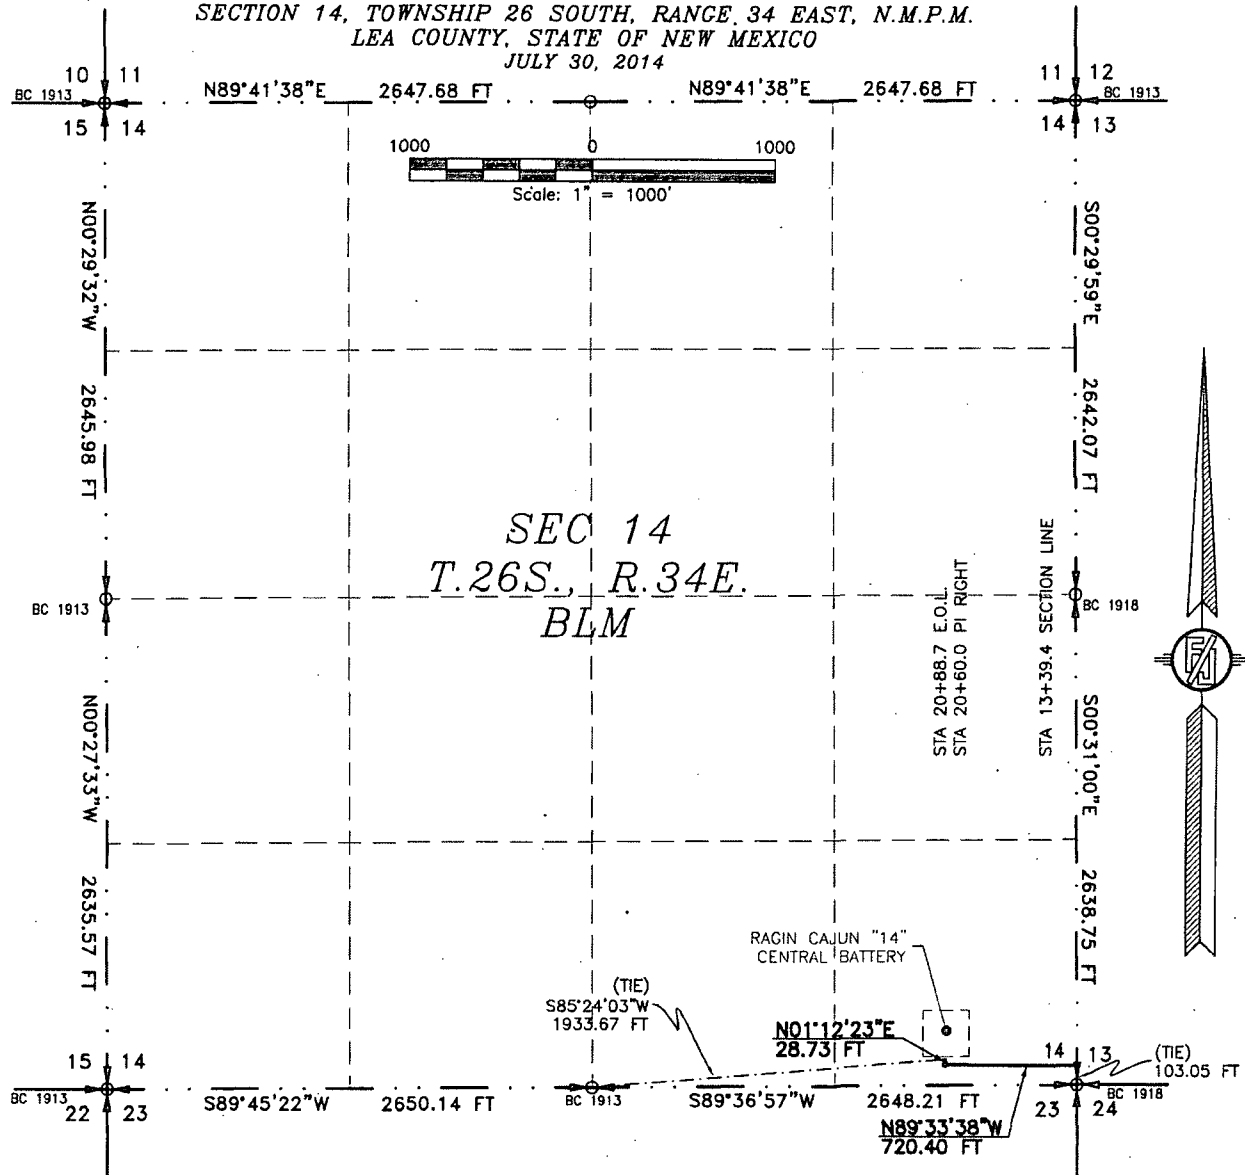 SECTION 14, TOWNSHIP 26 SOUTH, RANGE 34 EAST, N.M.P.M.
LEA COUNTY, STATE OF NEW MEXICO
JULY 30, 2014
10 11
BC 1913
15 14
N89°41'38"E 2647.68 FT
N89°41'38"E 2647.68 FT
11 12
BC 1913
14 13
1000 0 1000
Scale: 1" = 1000'
N00°29'32"W
2645.98 FT
S00°29'59"E
2642.07 FT
SEC 14
T.26S., R.34E.
BLM
BC 1913
BC 1918
STA 20+88.7 E.O.L.
STA 20+60.0 PI RIGHT
STA 13+39.4 SECTION LINE
N00°27'33"W
2635.57 FT
S00°31'00"E
2638.75 FT
RAGIN CAJUN "14"
CENTRAL BATTERY
(TIE)
S85°24'03"W
1933.67 FT
N01°12'23"E
28.73 FT
14 13
(TIE)
103.05 FT
15 14
BC 1913
22 23
S89°45'22"W 2650.14 FT
BC 1913
S89°36'57"W 2648.21 FT
23 24
BC 1918
N89°33'38"W
720.40 FT